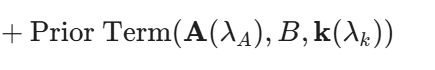 + Prior Term(A(λ_A), B, k(λ_k))